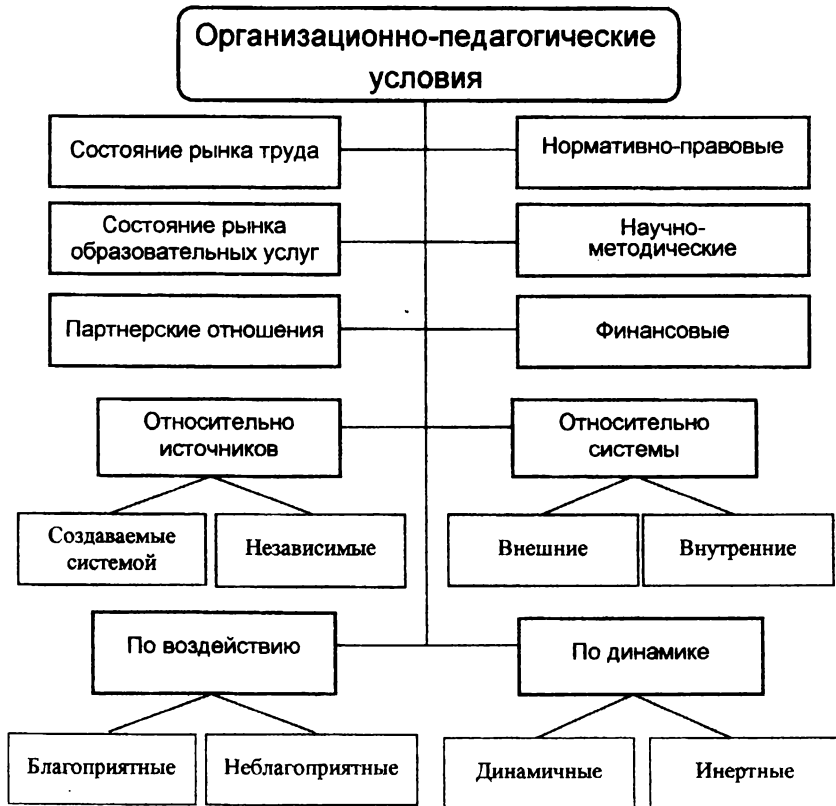 Организационно-педагогические
условия
Состояние рынка труда
Нормативно-правовые
Состояние рынка
образовательных услуг
Научно-
методические
Партнерские отношения
Финансовые
Относительно
источников
Относительно
системы
Создаваемые
системой
Независимые
Внешние
Внутренние
По воздействию
По динамике
Благоприятные
Неблагоприятные
Динамичные
Инертные